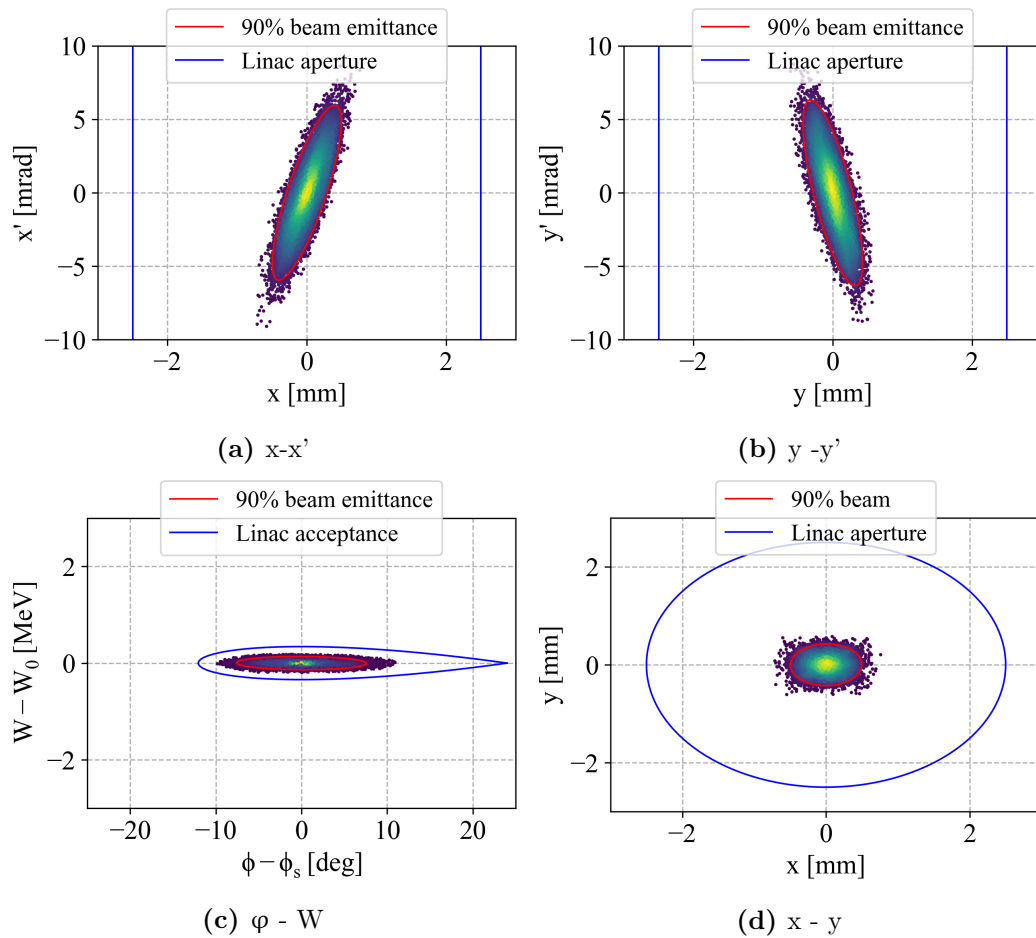 90% beam emittance
Linac aperture
10
5
0
−5
−10
x' [mrad]
−2 0 2
x [mm]
(a) x-x’
90% beam emittance
Linac aperture
10
5
0
−5
−10
y' [mrad]
−2 0 2
y [mm]
(b) y -y’
90% beam emittance
Linac acceptance
2
0
−2
W − W0 [MeV]
−20 −10 0 10 20
ϕ − ϕs [deg]
(c) φ - W
90% beam
Linac aperture
2
0
−2
y [mm]
−2 0 2
x [mm]
(d) x - y